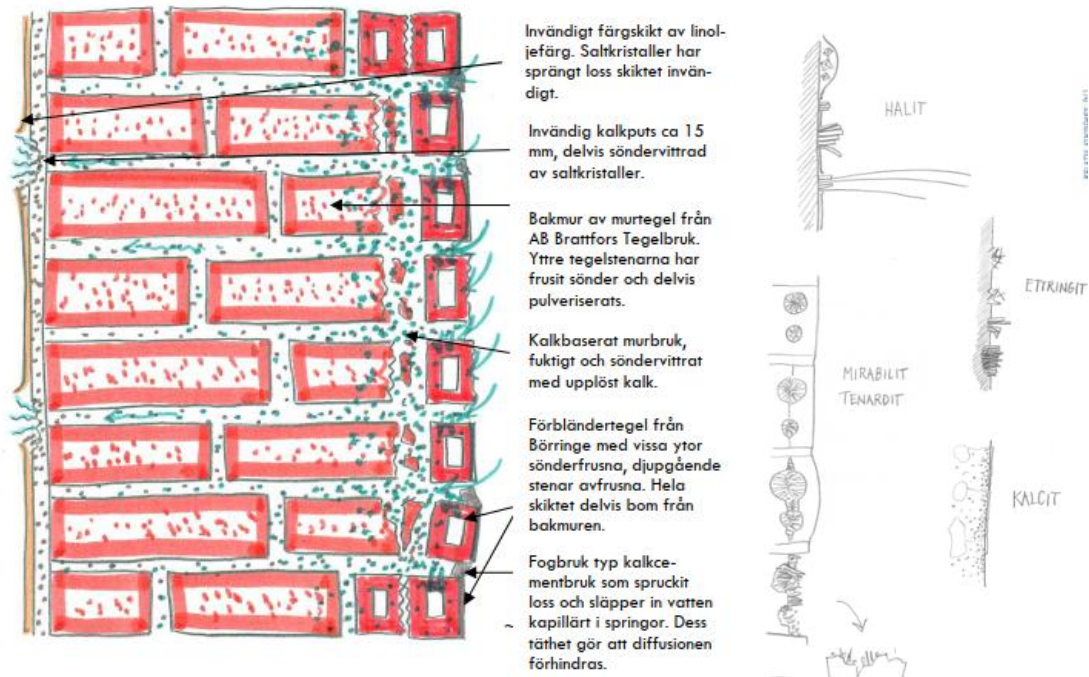 Invändigt färgskikt av linol-
jefärg. Saltkristaller har
sprängt loss skiktet invän-
digt.
Invändig kalkputs ca 15
mm, delvis söndervittrad
av saltkristaller.
Bakmur av murtegel från
AB Brattfors Tegelbruk.
Yttre tegelstenarna har
frusit sönder och delvis
pulveriserats.
Kalkbaserat murbruk,
fuktigt och söndervittrat
med upplöst kalk.
Förbländertegel från
Börringe med vissa ytor
sönderfrusna, djupgående
stenar avfrusna. Hela
skiktet delvis bom från
bakmuren.
Fogbruk typ kalkce-
mentbruk som spruckit
loss och släpper in vatten
kapillärt i springor. Dess
täthet gör att diffusionen
förhindras.
HALIT
ETTRINGIT
MIRABILIT
TENARDIT
KALCIT